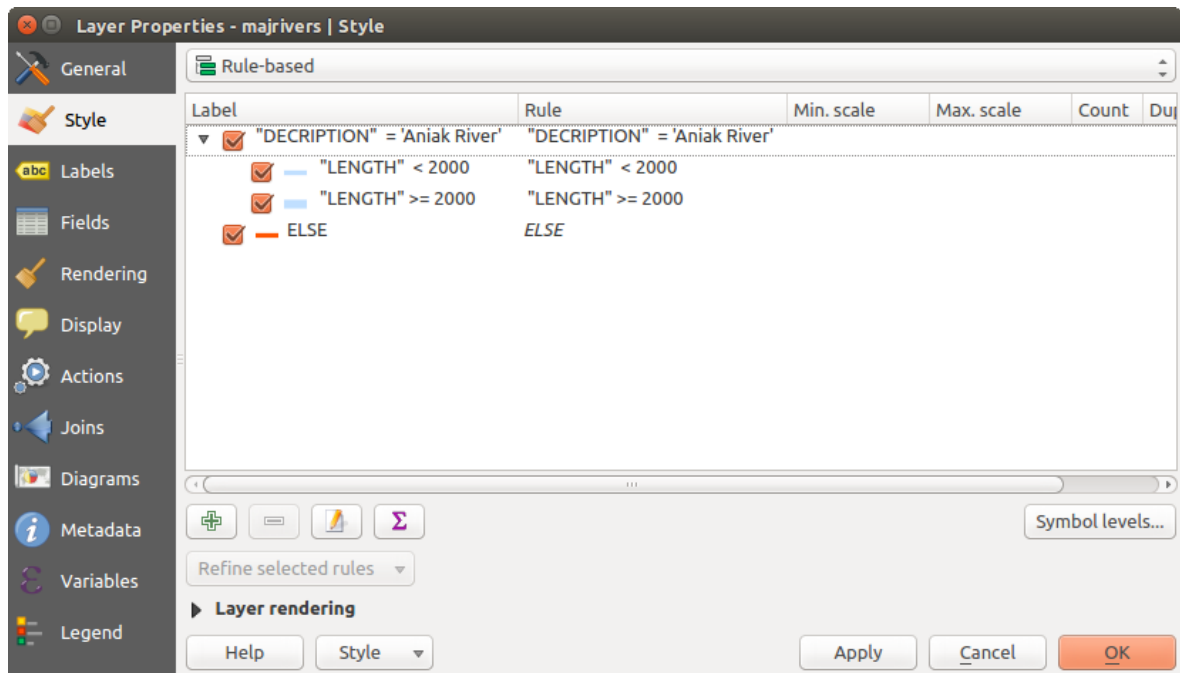 Layer Properties - majrivers | Style
General
Style
abc Labels
Fields
Rendering
Display
Actions
Joins
Diagrams
Metadata
Variables
Legend
Rule-based
Label Rule Min. scale Max. scale Count Dup
"DECRIPTION" = 'Aniak River' "DECRIPTION" = 'Aniak River'
"LENGTH" < 2000 "LENGTH" < 2000
"LENGTH" >= 2000 "LENGTH" >= 2000
ELSE ELSE
Σ
Symbol levels...
Refine selected rules
Layer rendering
Help Style Apply Cancel OK